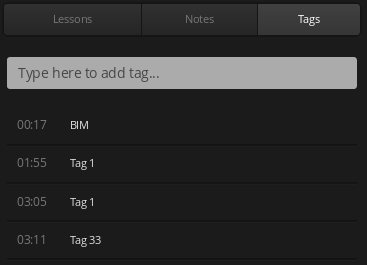 Lessons Notes Tags
Type here to add tag...
00:17 BIM
01:55 Tag 1
03:05 Tag 1
03:11 Tag 33